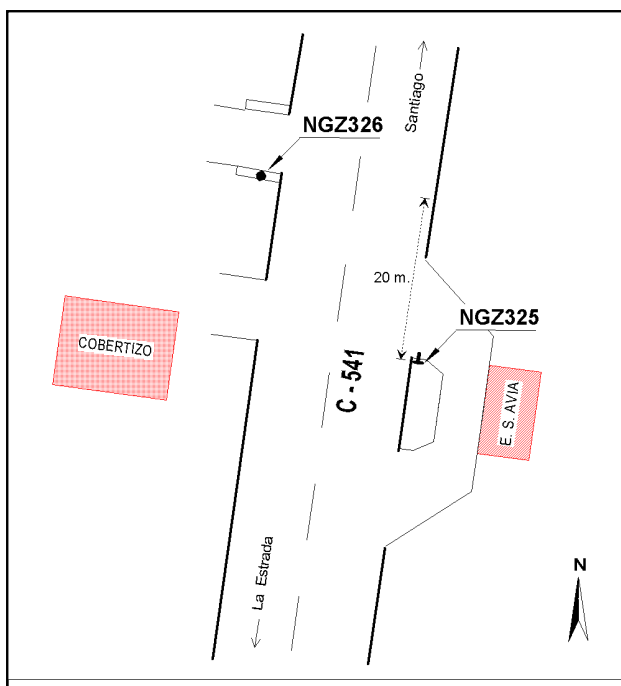 Santiago
NGZ326
20 m.
NGZ325
COBERTIZO
C - 541
E. S. AVIA
La Estrada
N